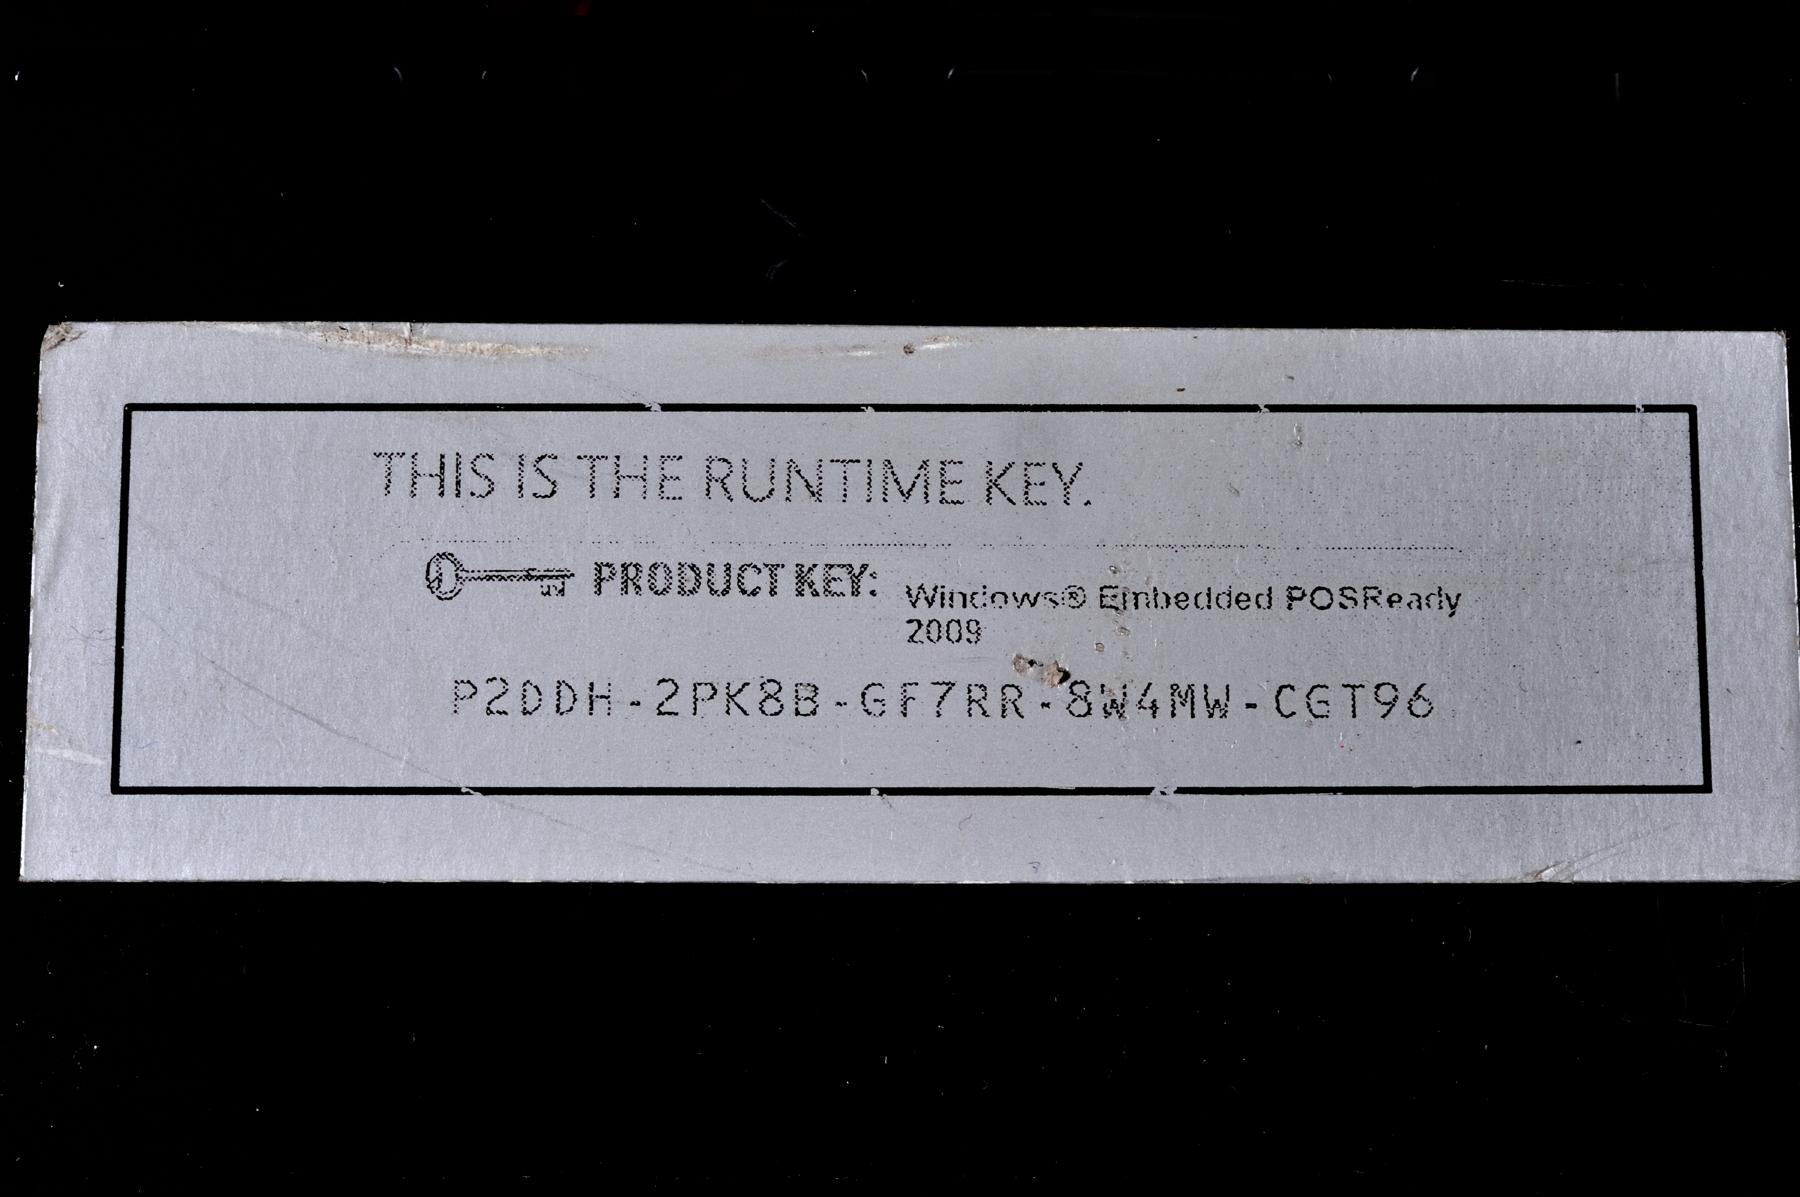 THIS IS THE RUNTIME KEY.
PRODUCT KEY: Windows® Embedded POSReady
2009
P2DDH-2PK8B-GF7RR-8W4MW-CGT96